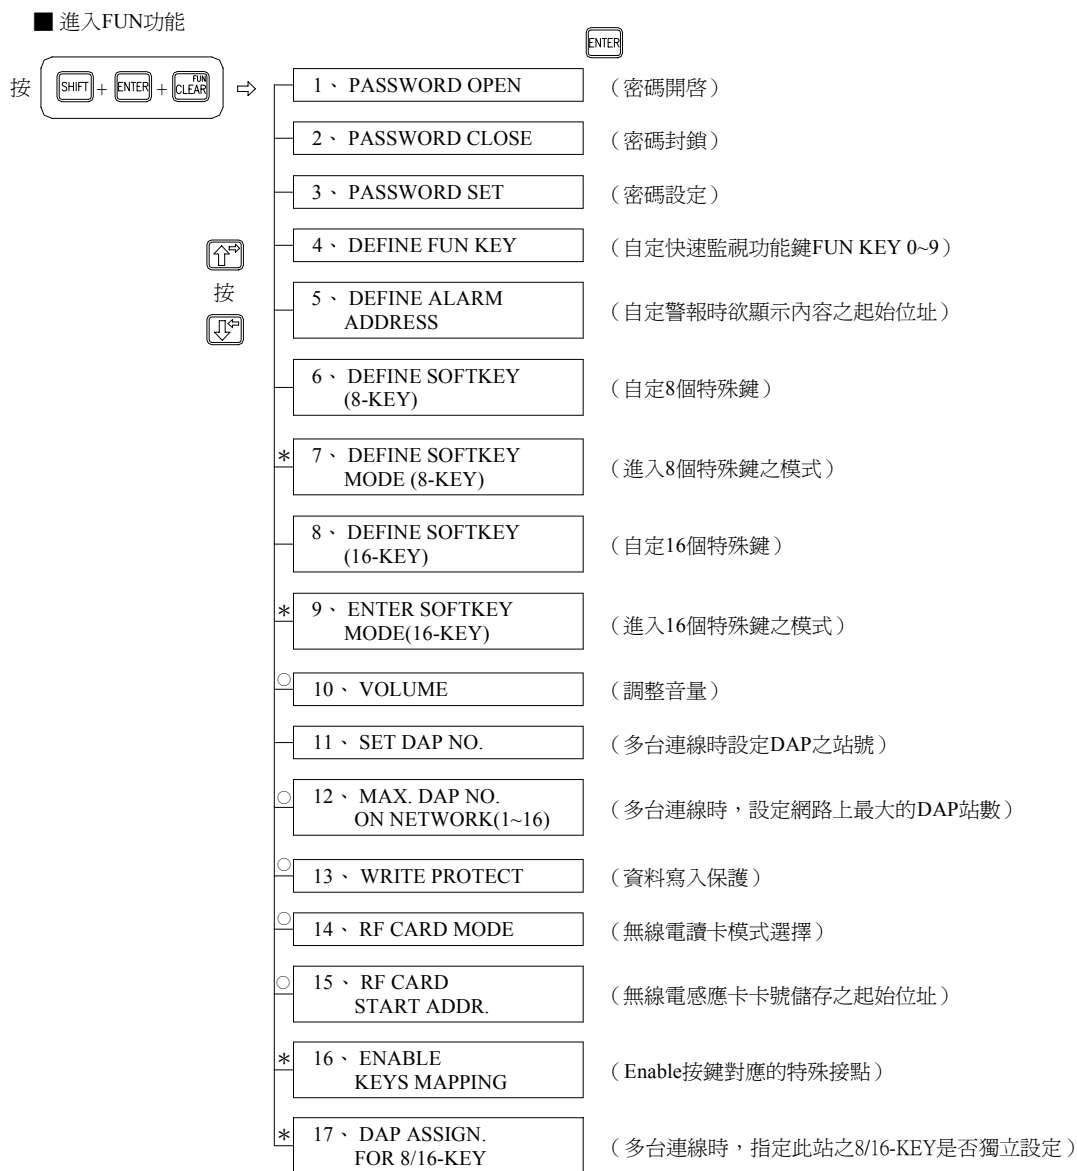 ■ 進入FUN功能
ENTER
按 SHIFT + ENTER + FUN CLEAR ⇨
1、PASSWORD OPEN （密碼開啓）
2、PASSWORD CLOSE （密碼封鎖）
3、PASSWORD SET （密碼設定）
4、DEFINE FUN KEY （自定快速監視功能鍵FUN KEY 0~9）
按
5、DEFINE ALARM
ADDRESS
（自定警報時欲顯示內容之起始位址）
6、DEFINE SOFTKEY
(8-KEY)
（自定8個特殊鍵）
* 7、DEFINE SOFTKEY
MODE (8-KEY)
（進入8個特殊鍵之模式）
8、DEFINE SOFTKEY
(16-KEY)
（自定16個特殊鍵）
* 9、ENTER SOFTKEY
MODE(16-KEY)
（進入16個特殊鍵之模式）
○ 10、VOLUME （調整音量）
11、SET DAP NO. （多台連線時設定DAP之站號）
○ 12、MAX. DAP NO.
ON NETWORK(1~16)
（多台連線時，設定網路上最大的DAP站數）
○ 13、WRITE PROTECT （資料寫入保護）
○ 14、RF CARD MODE （無線電讀卡模式選擇）
○ 15、RF CARD
START ADDR.
（無線電感應卡卡號儲存之起始位址）
* 16、ENABLE
KEYS MAPPING
（Enable按鍵對應的特殊接點）
* 17、DAP ASSIGN.
FOR 8/16-KEY
（多台連線時，指定此站之8/16-KEY是否獨立設定）